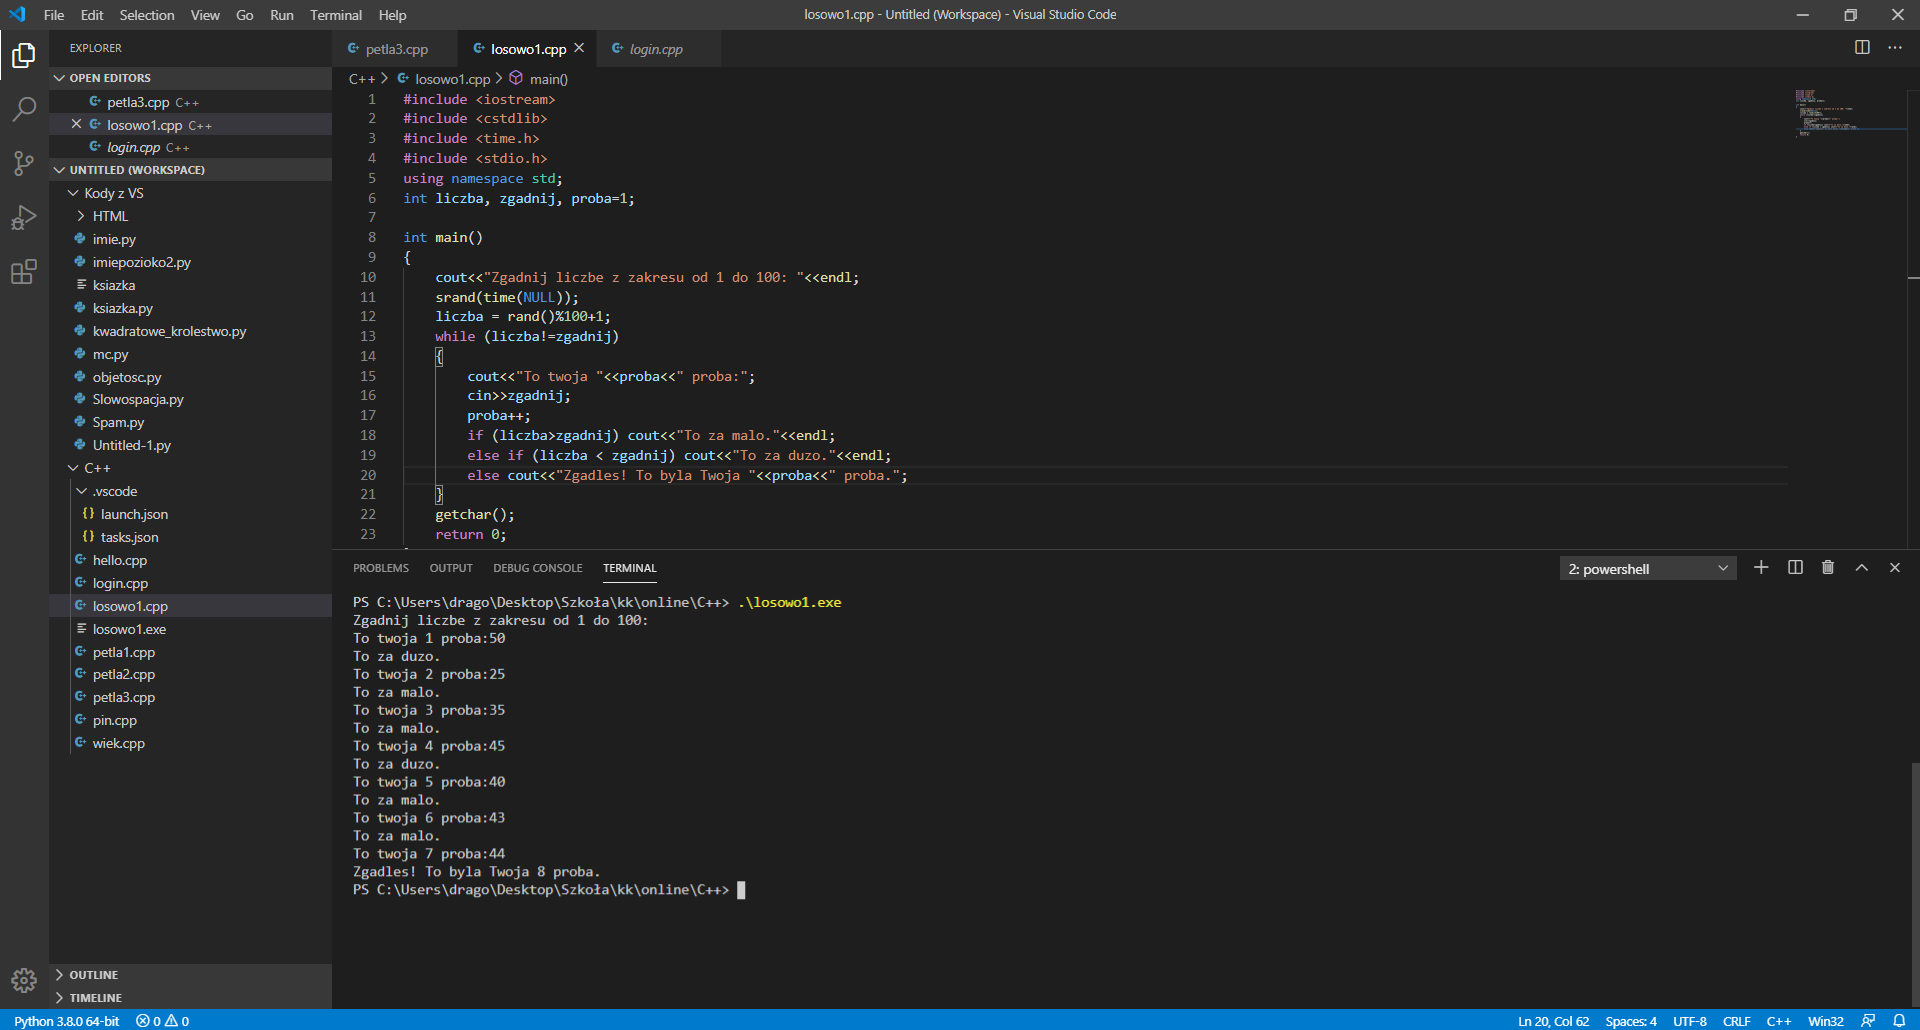 File Edit Selection View Go Run Terminal Help
losowo1.cpp - Untitled (Workspace) - Visual Studio Code
EXPLORER
OPEN EDITORS
petla3.cpp C++
losowo1.cpp C++
login.cpp C++
UNTITLED (WORKSPACE)
Kody z VS
HTML
imie.py
imiepozioko2.py
ksiazka
ksiazka.py
kwadratowe_krolestwo.py
mc.py
objetosc.py
Slowospacja.py
Spam.py
Untitled-1.py
C++
.vscode
launch.json
tasks.json
hello.cpp
login.cpp
losowo1.cpp
losowo1.exe
petla1.cpp
petla2.cpp
petla3.cpp
pin.cpp
wiek.cpp
OUTLINE
TIMELINE
petla3.cpp losowo1.cpp login.cpp
C++ > losowo1.cpp > main()
1 #include <iostream>
2 #include <cstdlib>
3 #include <time.h>
4 #include <stdio.h>
5 using namespace std;
6 int liczba, zgadnij, proba=1;
7
8 int main()
9 {
10 cout<<"Zgadnij liczbe z zakresu od 1 do 100: "<<endl;
11 srand(time(NULL));
12 liczba = rand()%100+1;
13 while (liczba!=zgadnij)
14 {
15 cout<<"To twoja "<<proba<<" proba:";
16 cin>>zgadnij;
17 proba++;
18 if (liczba>zgadnij) cout<<"To za malo."<<endl;
19 else if (liczba < zgadnij) cout<<"To za duzo."<<endl;
20 else cout<<"Zgadles! To byla Twoja "<<proba<<" proba.";
21 }
22 getchar();
23 return 0;
PROBLEMS OUTPUT DEBUG CONSOLE TERMINAL
2: powershell
PS C:\Users\drago\Desktop\Szkoła\kk\online\C++> .\losowo1.exe
Zgadnij liczbe z zakresu od 1 do 100:
To twoja 1 proba:50
To za duzo.
To twoja 2 proba:25
To za malo.
To twoja 3 proba:35
To za malo.
To twoja 4 proba:45
To za duzo.
To twoja 5 proba:40
To za malo.
To twoja 6 proba:43
To za malo.
To twoja 7 proba:44
Zgadles! To byla Twoja 8 proba.
PS C:\Users\drago\Desktop\Szkoła\kk\online\C++>
Python 3.8.0 64-bit 0 0
Ln 20, Col 62 Spaces: 4 UTF-8 CRLF C++ Win32